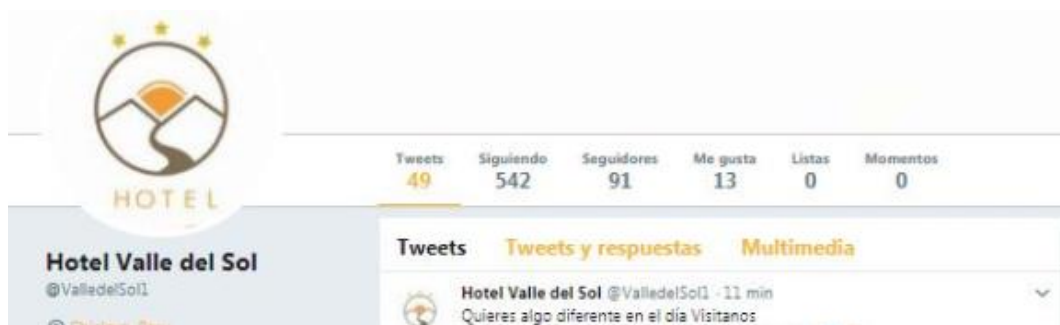 HOTEL
Tweets Siguiendo Seguidores Me gusta Listas Momentos
49 542 91 13 0 0
Hotel Valle del Sol
@ValledelSol1
Tweets Tweets y respuestas Multimedia
Hotel Valle del Sol @ValledelSol1 · 11 min
Quieres algo diferente en el día Visitanos